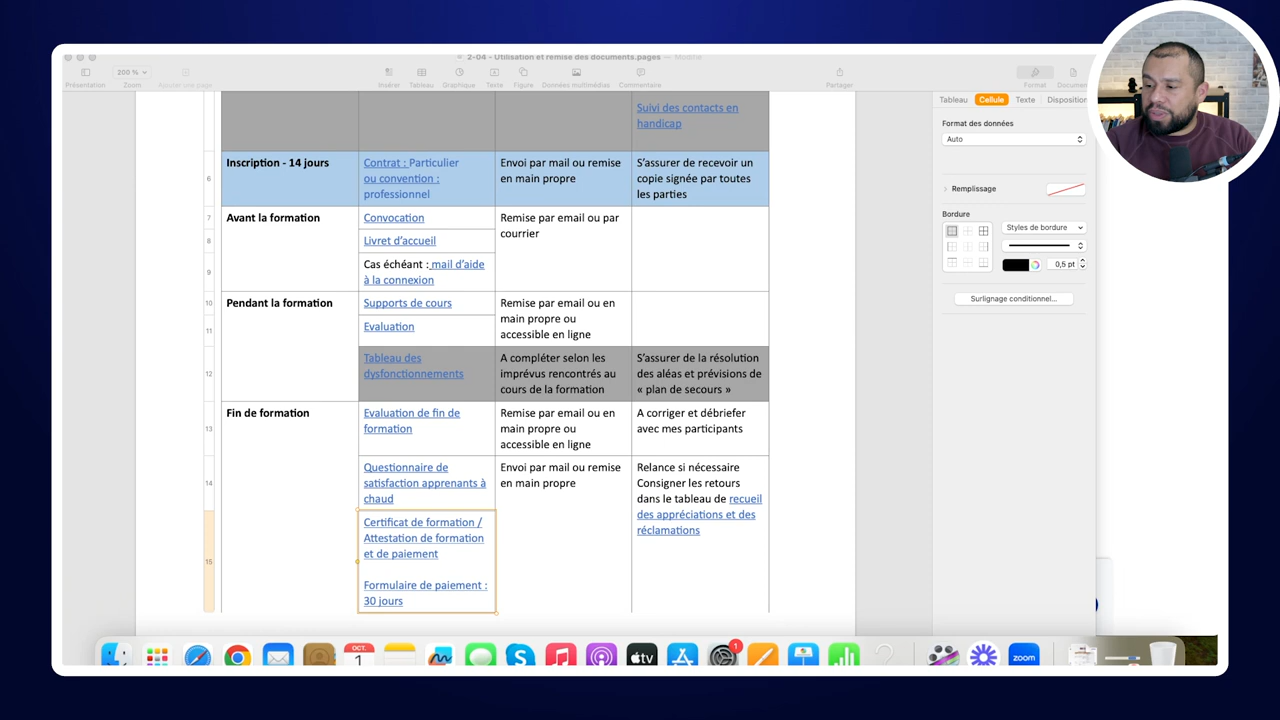 2-04 - Utilisation et remise des documents.pages — Modifié
200 %
Présentation
Zoom
Ajouter une page
Insérer
Tableau
Graphique
Texte
Figure
Données multimédias
Commentaire
Partager
Format
Document
Tableau
Cellule
Texte
Disposition
Format des données
Auto
Remplissage
Bordure
Styles de bordure
0,5 pt
Surlignage conditionnel...
Suivi des contacts en
handicap
6
Inscription - 14 jours
Contrat : Particulier
ou convention :
professionnel
Envoi par mail ou remise
en main propre
S'assurer de recevoir un
copie signée par toutes
les parties
7
Avant la formation
Convocation
Remise par email ou par
courrier
8
Livret d'accueil
9
Cas échéant : mail d'aide
à la connexion
10
Pendant la formation
Supports de cours
Remise par email ou en
main propre ou
accessible en ligne
11
Evaluation
12
Tableau des
dysfonctionnements
A compléter selon les
imprévus rencontrés au
cours de la formation
S'assurer de la résolution
des aléas et prévisions de
« plan de secours »
13
Fin de formation
Evaluation de fin de
formation
Remise par email ou en
main propre ou
accessible en ligne
A corriger et débriefer
avec mes participants
14
Questionnaire de
satisfaction apprenants à
chaud
Envoi par mail ou remise
en main propre
Relance si nécessaire
Consigner les retours
dans le tableau de recueil
des appréciations et des
réclamations
15
Certificat de formation /
Attestation de formation
et de paiement
Formulaire de paiement :
30 jours
OCT.
1
tv
1
zoom